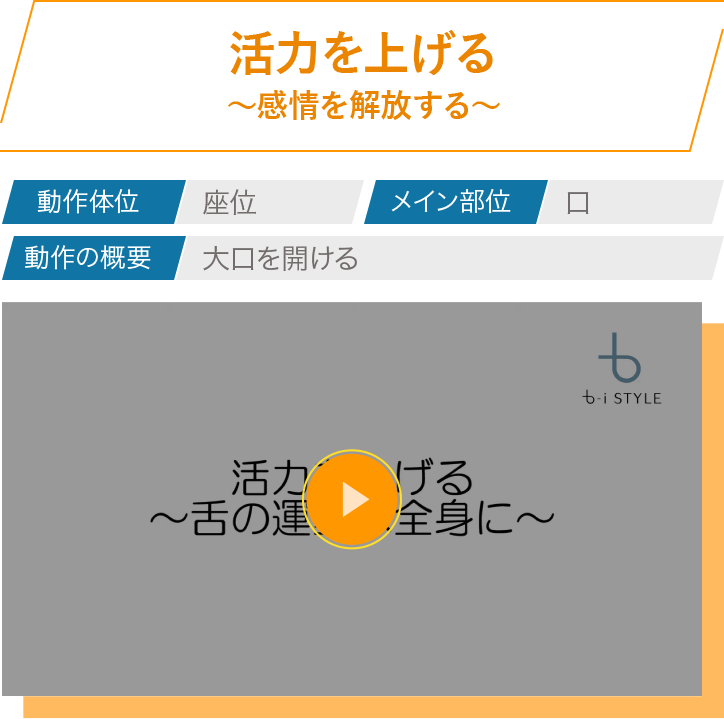 活力を上げる
〜感情を解放する〜
動作体位 座位 メイン部位 口
動作の概要 大口を開ける
b-i STYLE
活力 げる
〜舌の運 全身に〜